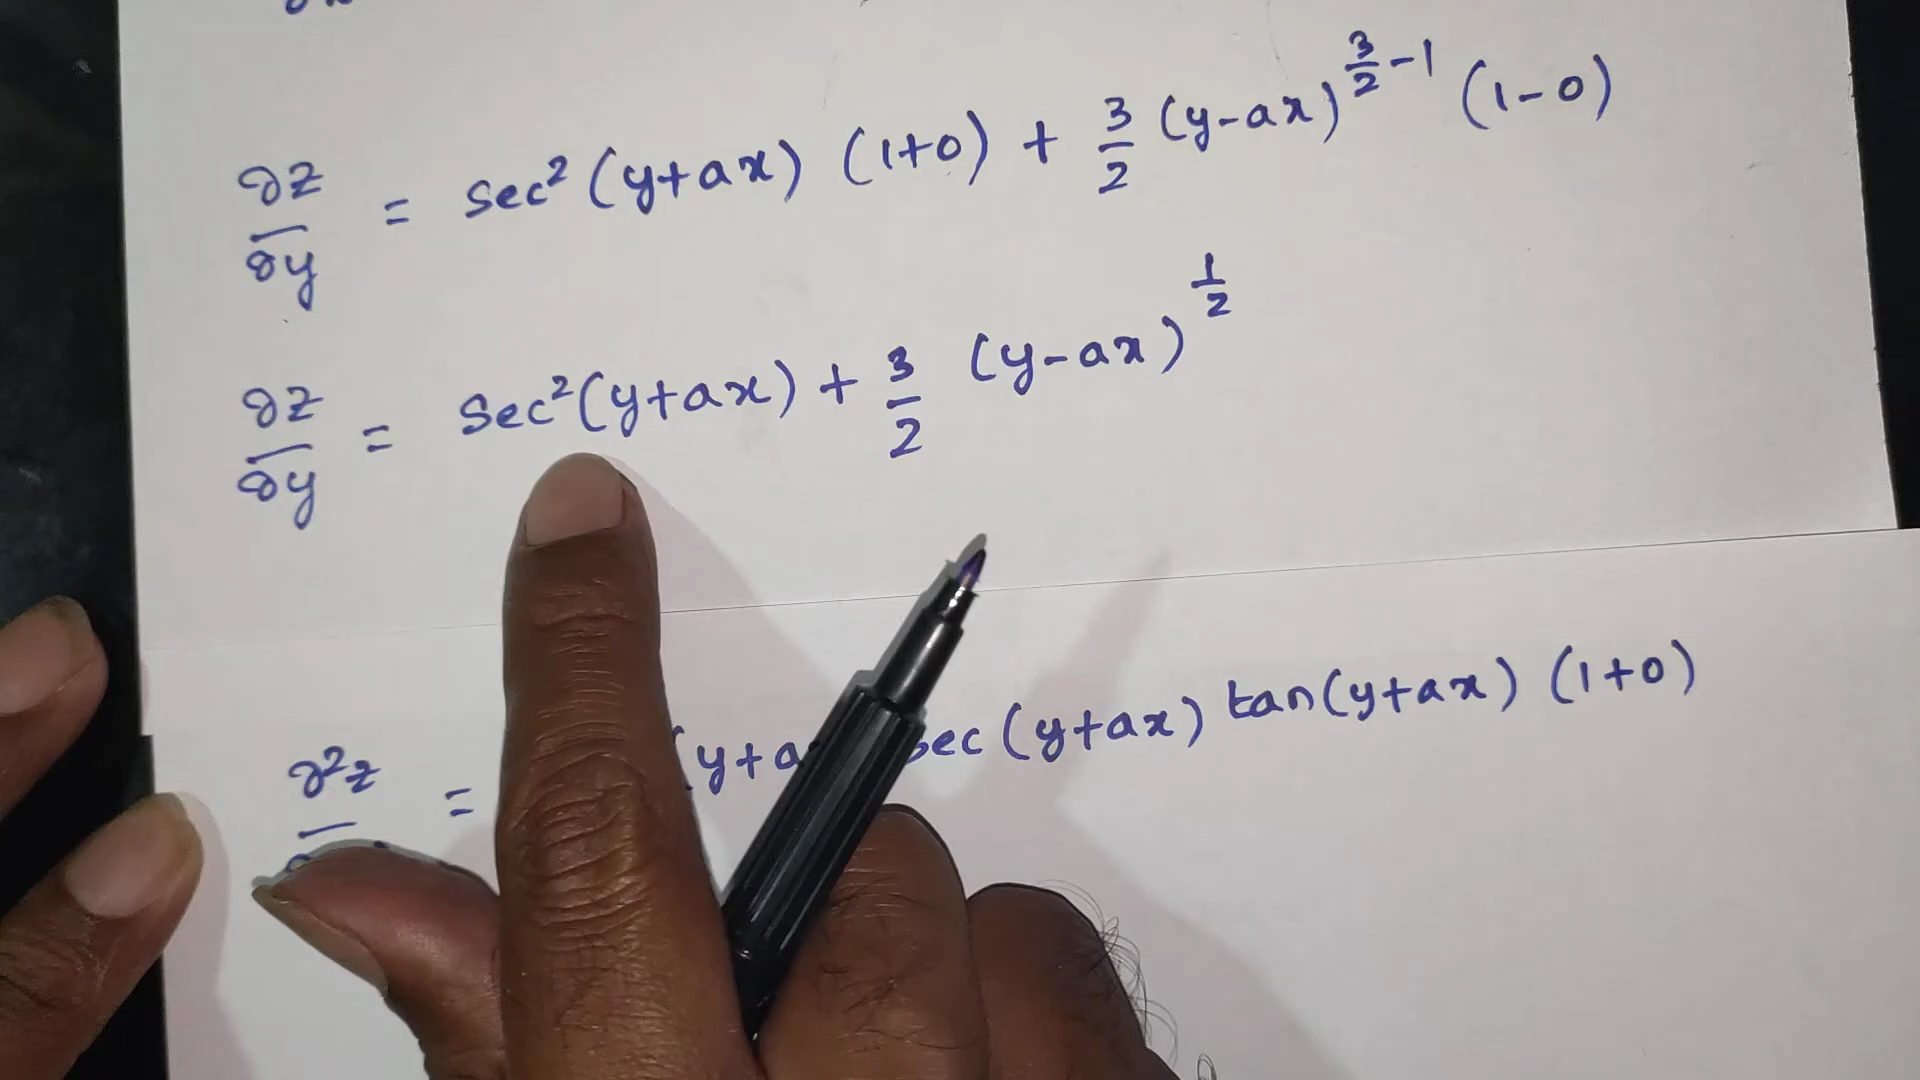 ∂z/∂y = sec²(y+ax) (1+0) + 3/2 (y-ax)^(3/2 -1) (1-0)
∂z/∂y = Sec²(y+ax) + 3/2 (y-ax)^(1/2)
∂²z = (y+a sec(y+ax) tan(y+ax) (1+0)